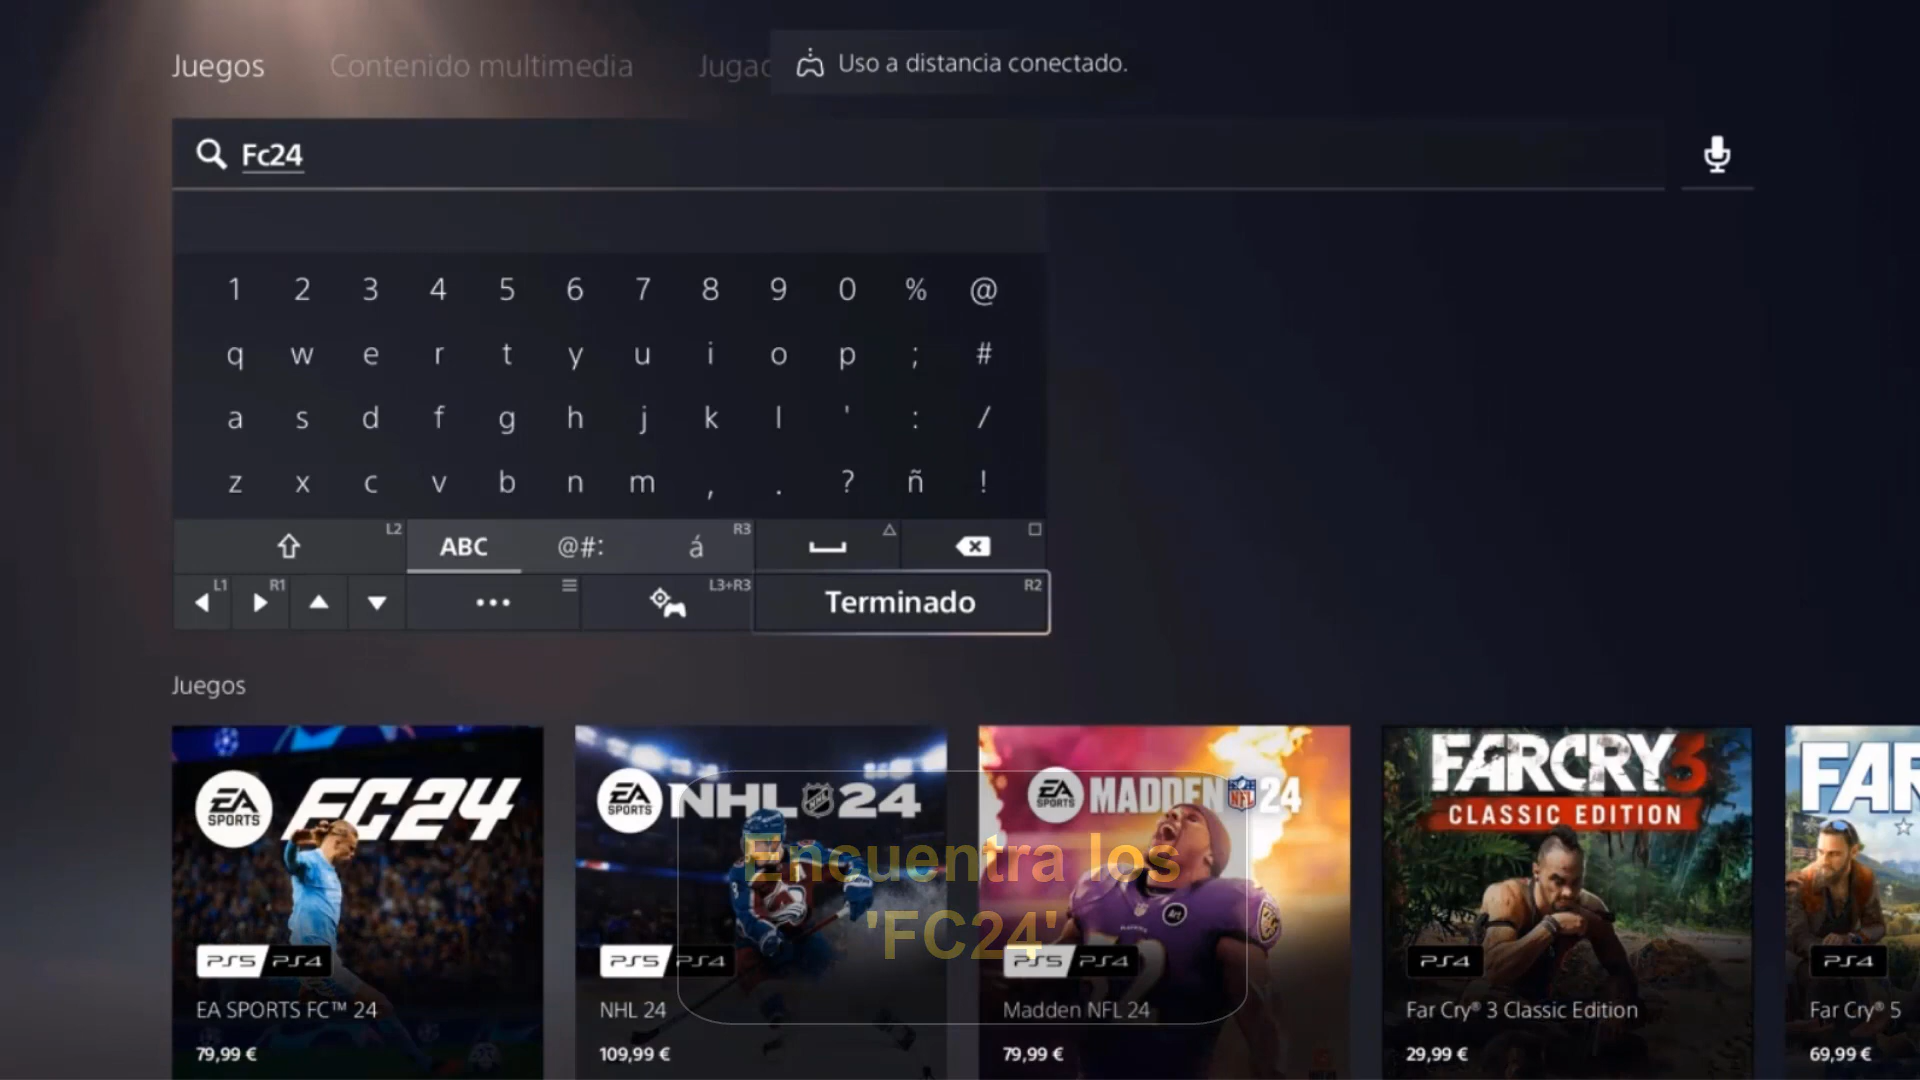 Juegos Contenido multimedia Jugac
Uso a distancia conectado.
Fc24
1 2 3 4 5 6 7 8 9 0 % @
q w e r t y u i o p ; #
a s d f g h j k l ' : /
z x c v b n m , . ? ñ !
L2 ABC @#: á R3
L1 R1 L3+R3 Terminado R2
Juegos
EA SPORTS FC24
EA SPORTS NHL NHL 24
EA SPORTS MADDEN NFL 24
FARCRY 3
CLASSIC EDITION
FAR
Encuentra los
'FC24'
PS5 PS4
PS5 PS4
PS5 PS4
PS4
PS4
EA SPORTS FC™ 24
NHL 24
Madden NFL 24
Far Cry® 3 Classic Edition
Far Cry® 5
79,99 €
109,99 €
79,99 €
29,99 €
69,99 €